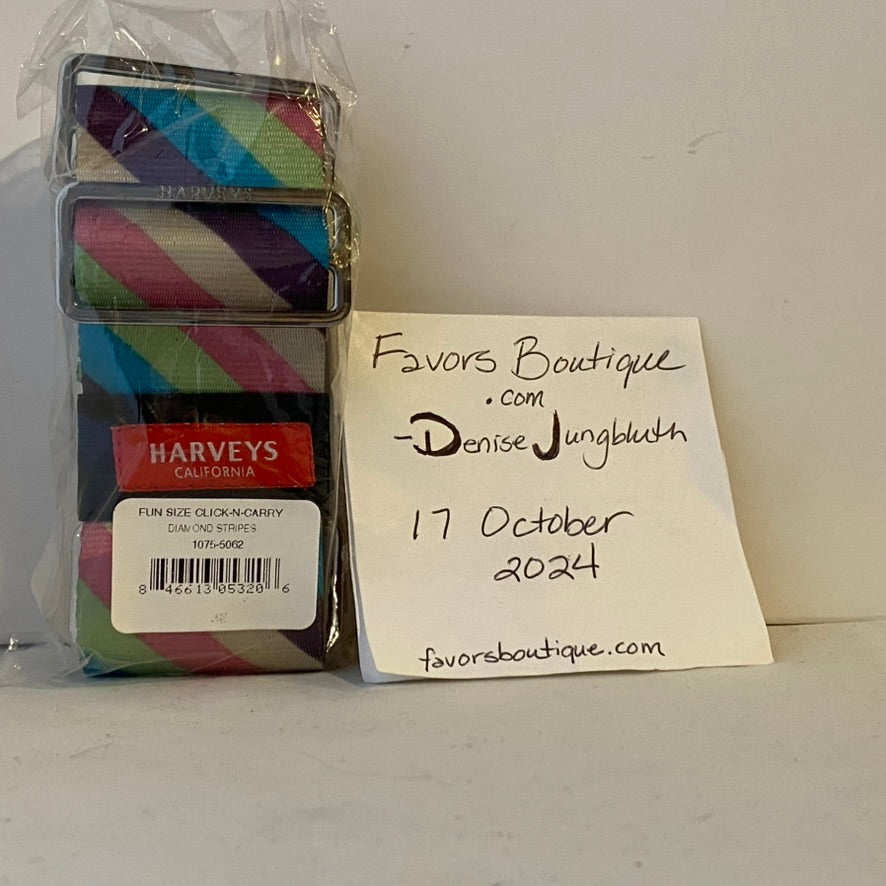 HARVEYS
HARVEYS
CALIFORNIA
FUN SIZE CLICK-N-CARRY
DIAMOND STRIPES
1075-5062
8 46613 05320 6
Favors Boutique
.com
-Denise Jungbluth
17 October
2024
favorsboutique.com